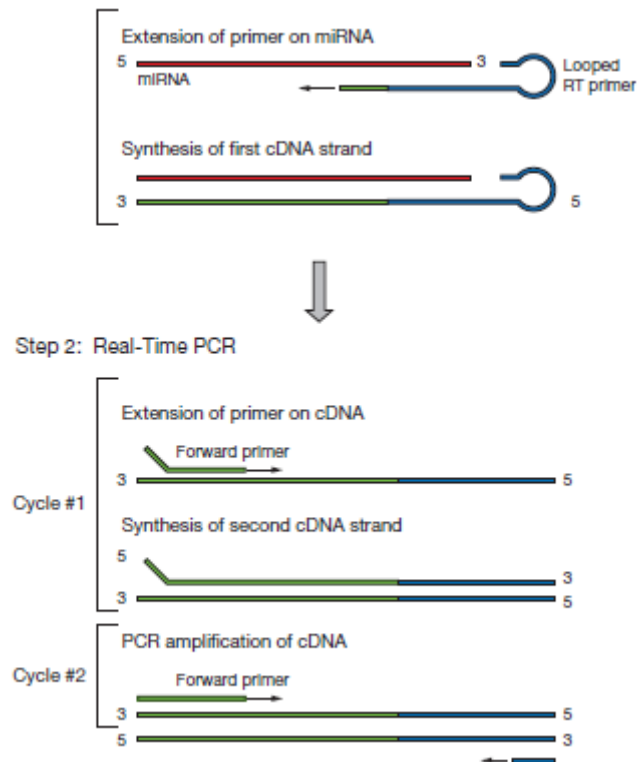 Extension of primer on miRNA
5 3
miRNA
Looped
RT primer
Synthesis of first cDNA strand
3 5
Step 2: Real-Time PCR
Extension of primer on cDNA
Forward primer
3 5
Cycle #1
Synthesis of second cDNA strand
5
3
3 5
PCR amplification of cDNA
Cycle #2
Forward primer
3 5
5 3